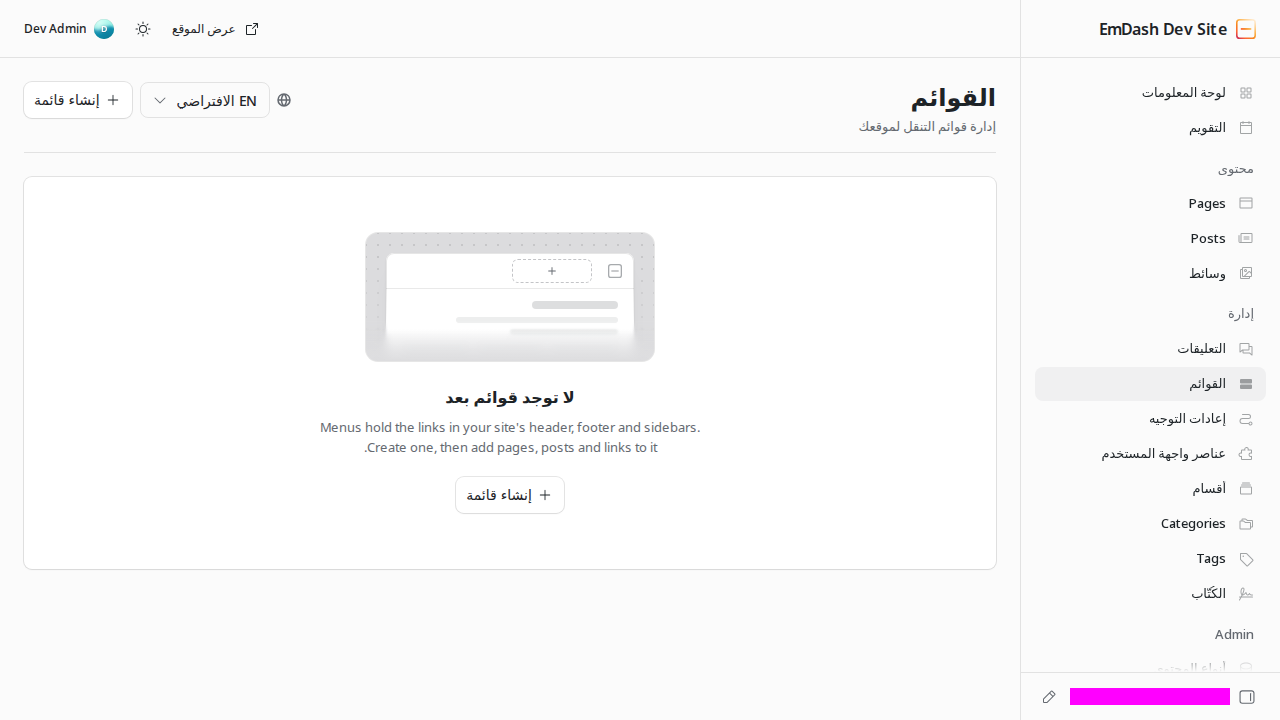 EmDash Dev Site
لوحة المعلومات
التقويم
محتوى
Pages
Posts
وسائط
إدارة
التعليقات
القوائم
إعادات التوجيه
عناصر واجهة المستخدم
أقسام
Categories
Tags
الكتّاب
Admin
أنواع المحتوى
عرض الموقع
Dev Admin
D
القوائم
إدارة قوائم التنقل لموقعك
EN الافتراضي
إنشاء قائمة
لا توجد قوائم بعد
Menus hold the links in your site's header, footer and sidebars.
Create one, then add pages, posts and links to it.
إنشاء قائمة